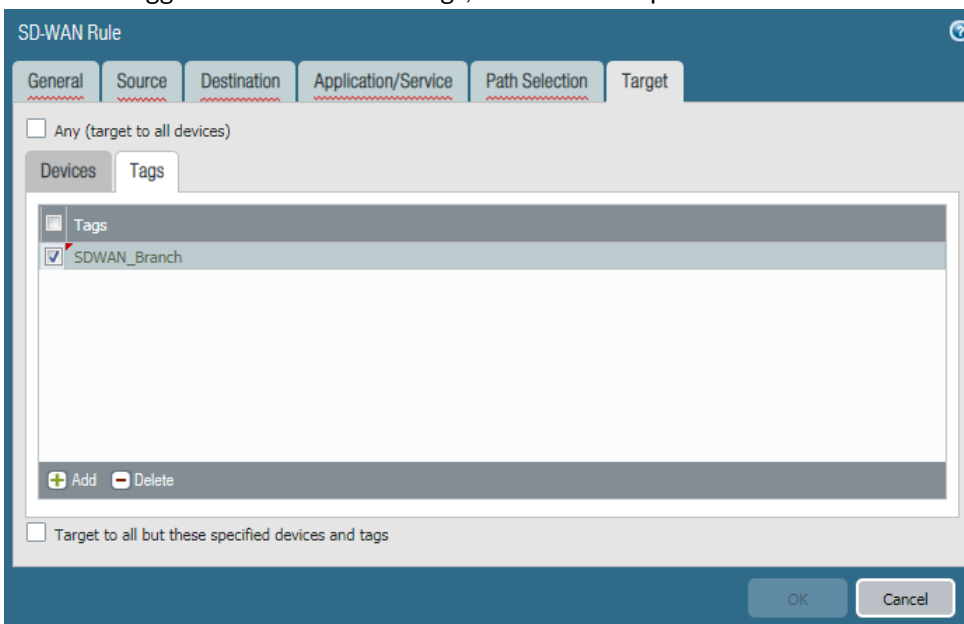 SD-WAN Rule
General Source Destination Application/Service Path Selection Target
Any (target to all devices)
Devices Tags
Tags
SDWAN_Branch
Add Delete
Target to all but these specified devices and tags
OK Cancel